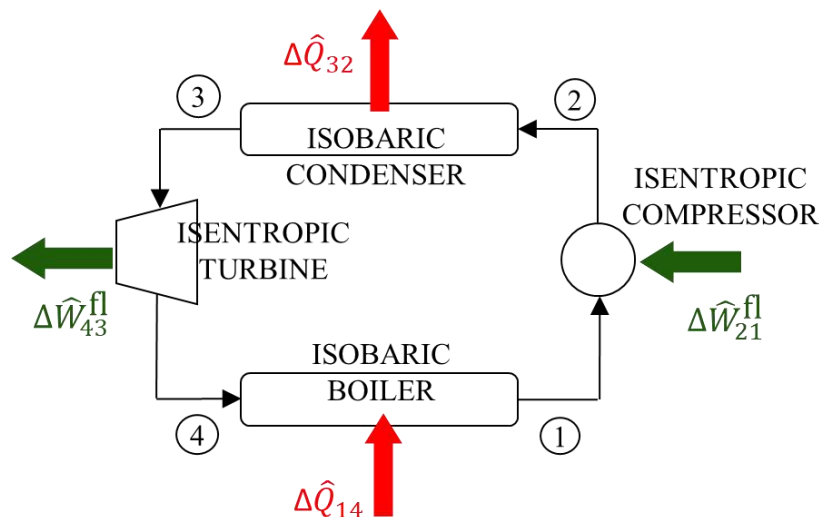 ΔQ̂₃₂
③
②
ISOBARIC
CONDENSER
ISENTROPIC
COMPRESSOR
ISENTROPIC
TURBINE
ΔŴ₄₃ᶠˡ
ΔŴ₂₁ᶠˡ
ISOBARIC
BOILER
④
①
ΔQ̂₁₄